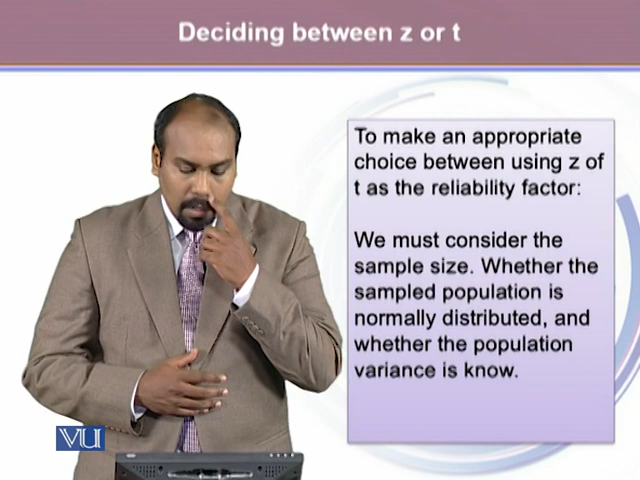 Deciding between z or t
To make an appropriate
choice between using z of
t as the reliability factor:
We must consider the
sample size. Whether the
sampled population is
normally distributed, and
whether the population
variance is know.
VU